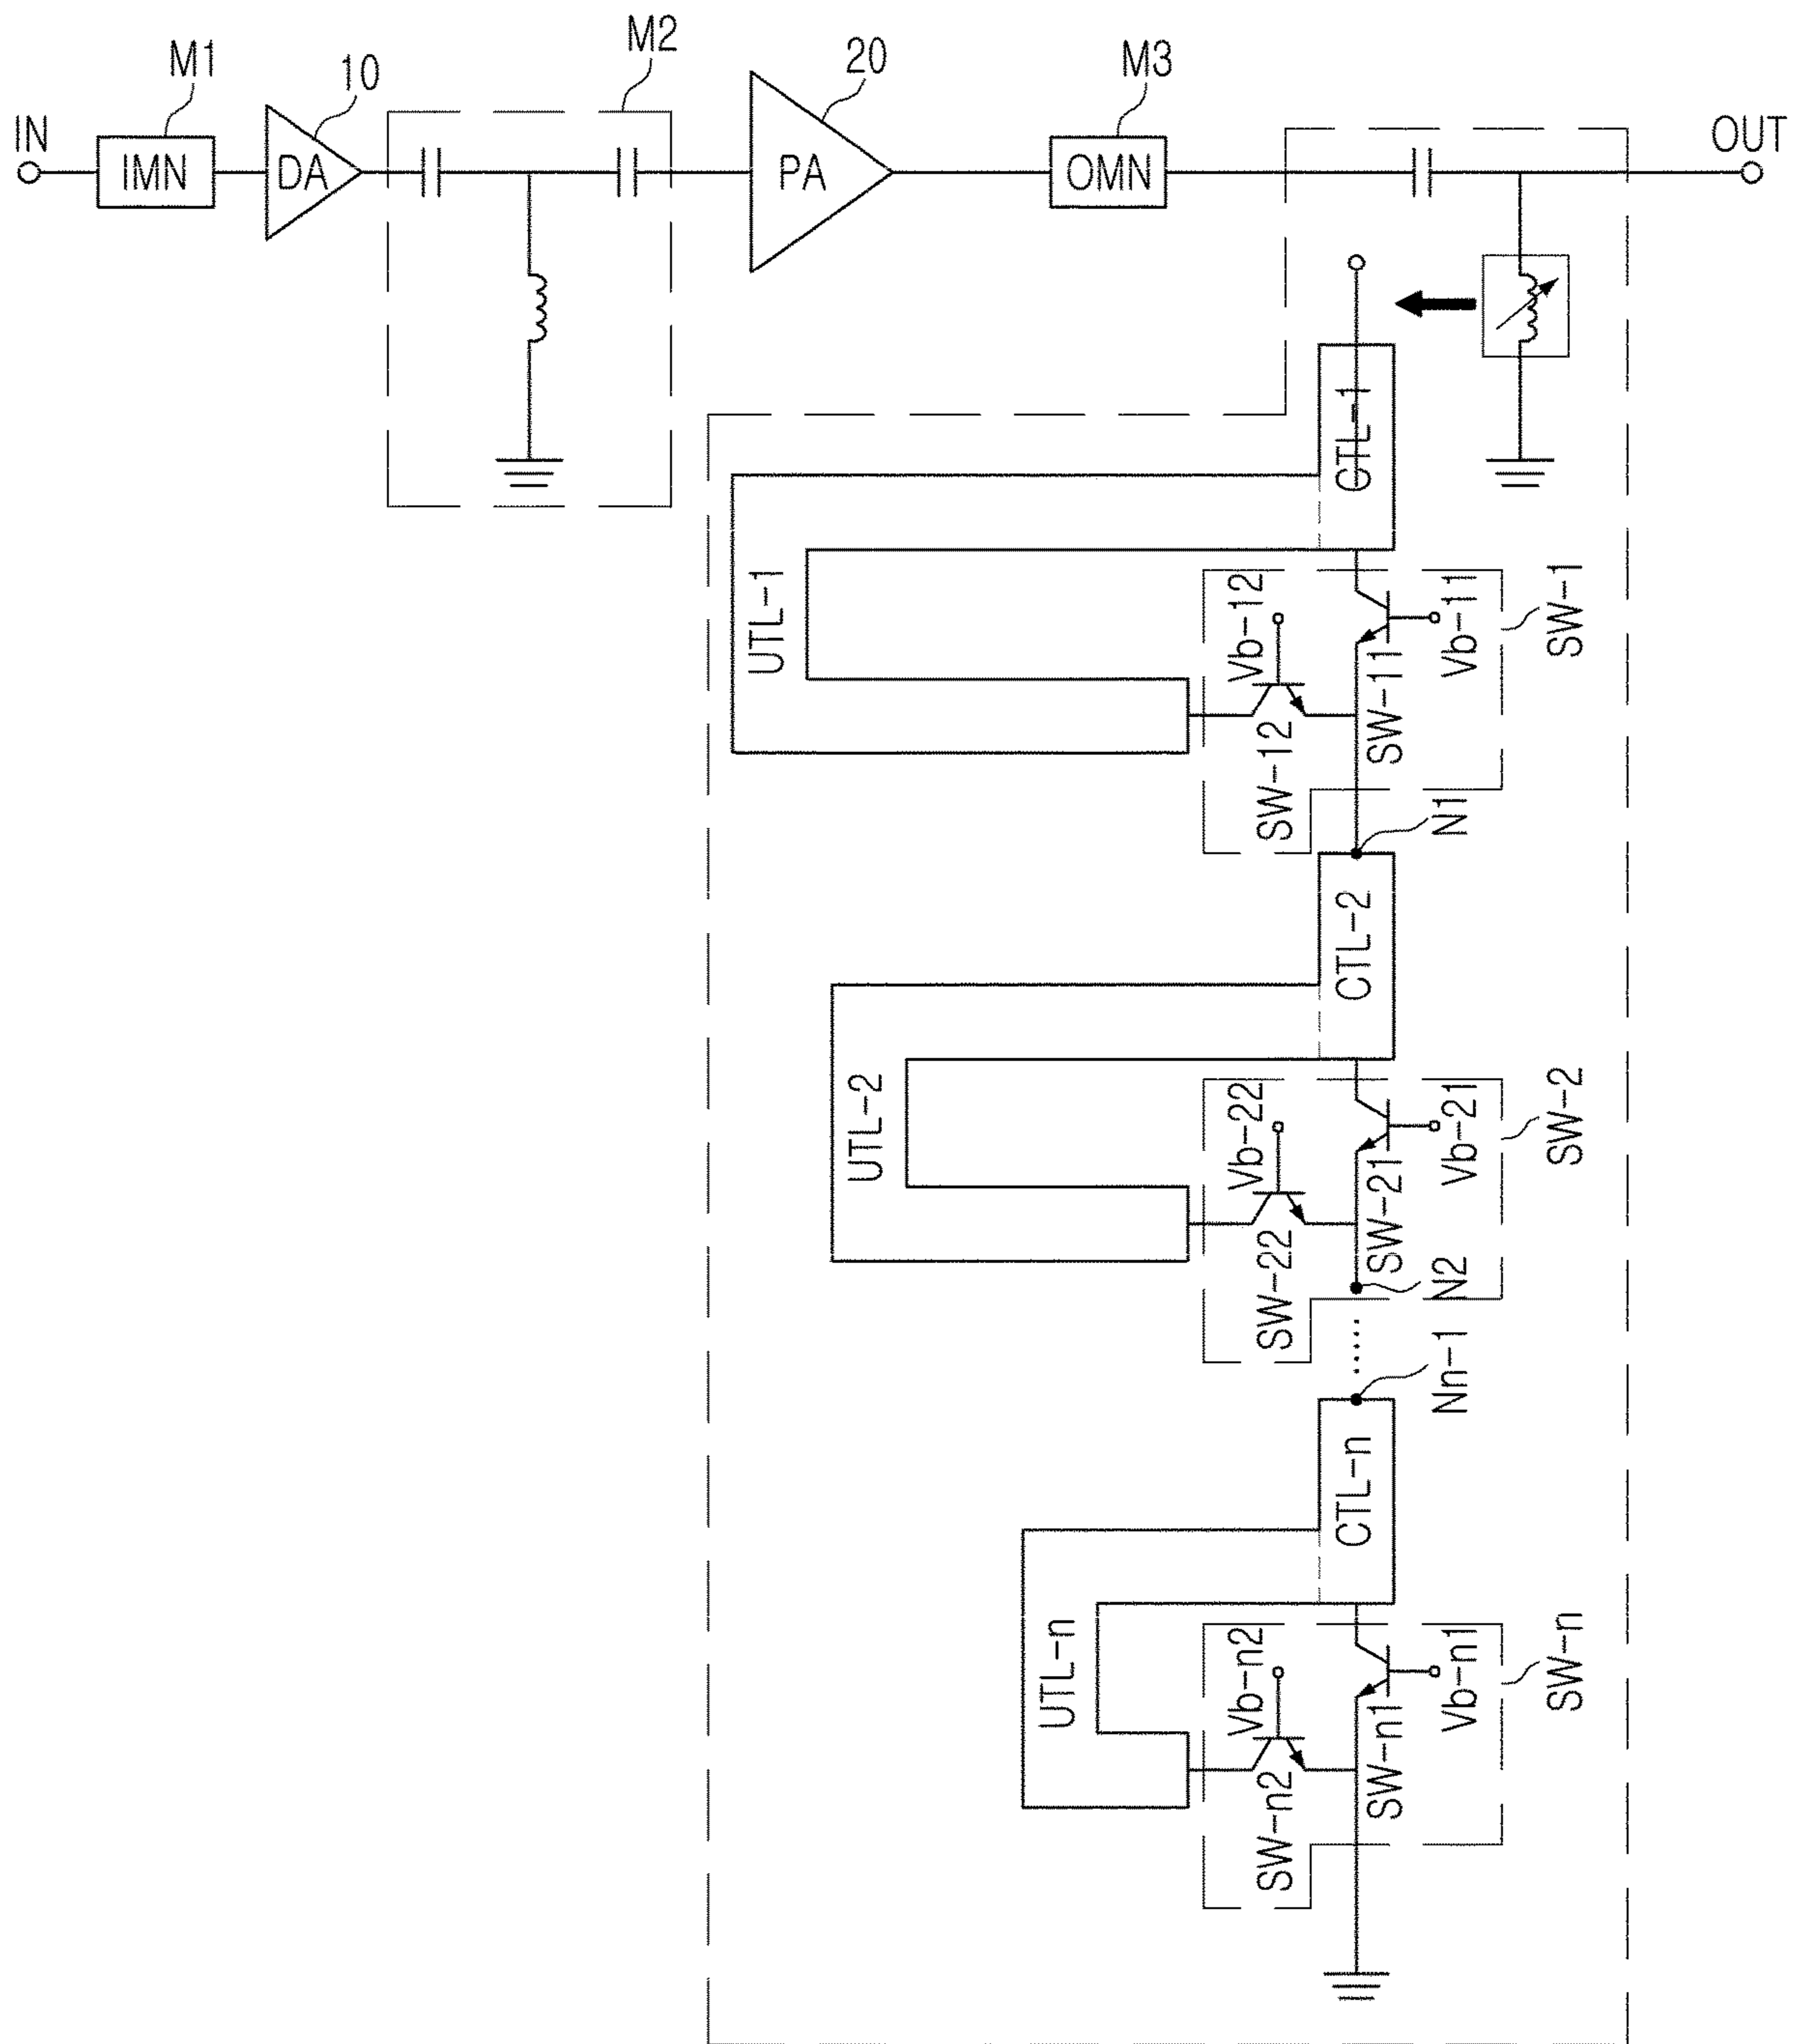 M1
10
M2
20
M3
IN
IMN
DA
PA
OMN
OUT
CTL-1
UTL-1
Vb-12
Vb-11
SW-1
SW-11
SW-12
N1
CTL-2
UTL-2
Vb-22
Vb-21
SW-2
SW-21
SW-22
N2
Nn-1
CTL-n
UTL-n
Vb-n2
Vb-n1
SW-n
SW-n1
SW-n2